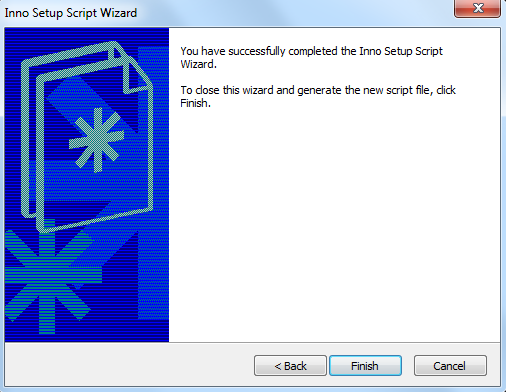 Inno Setup Script Wizard
You have successfully completed the Inno Setup Script
Wizard.
To close this wizard and generate the new script file, click
Finish.
< Back
Finish
Cancel